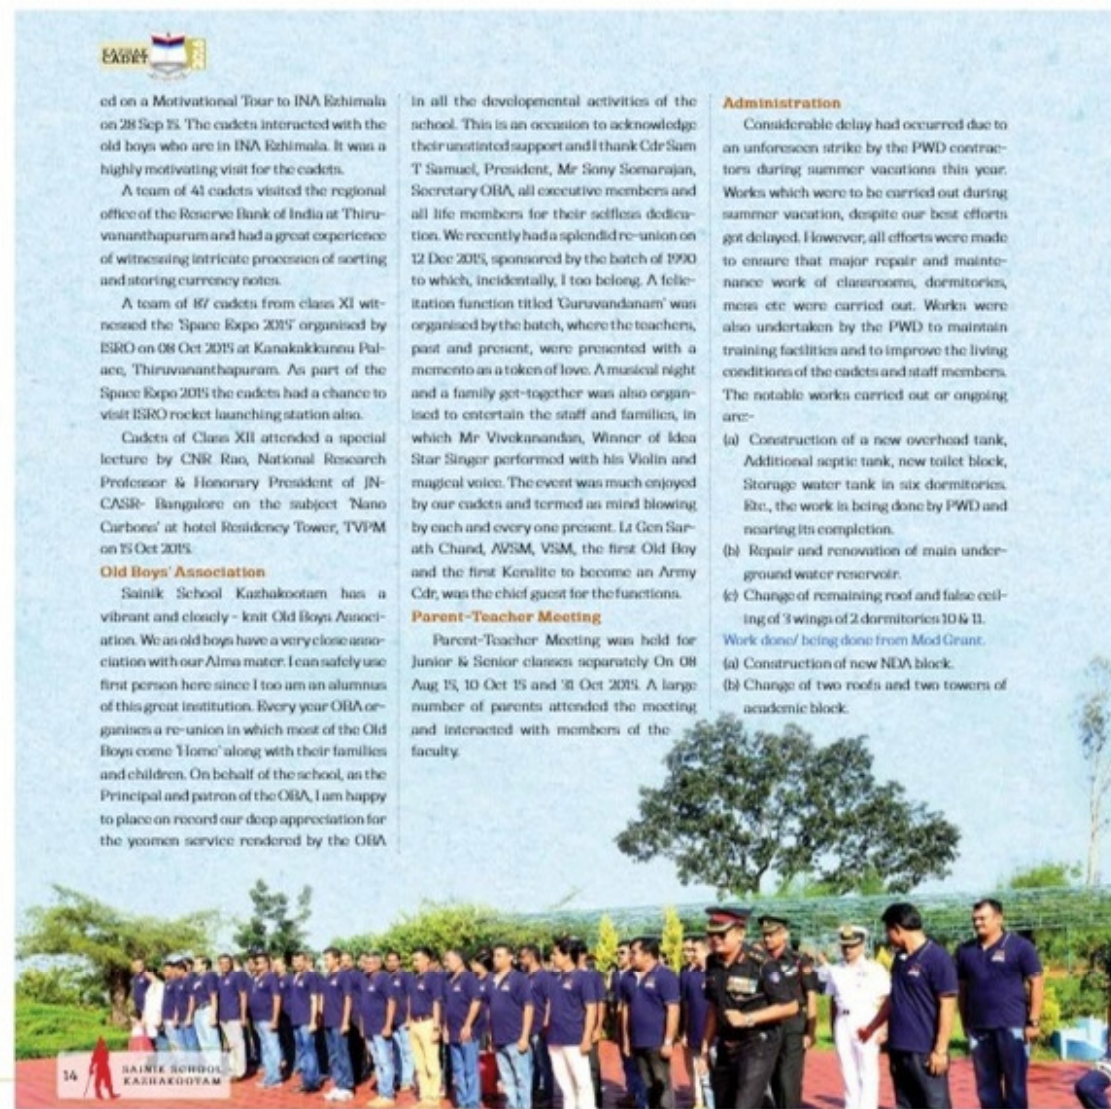 KAZHAK
CADET
2016
ed on a Motivational Tour to INA Ezhimala
on 28 Sep 15. The cadets interacted with the
old boys who are in INA Ezhimala. It was a
highly motivating visit for the cadets.
A team of 41 cadets visited the regional
office of the Reserve Bank of India at Thiru-
vananthapuram and had a great experience
of witnessing intricate processes of sorting
and storing currency notes.
A team of 87 cadets from class XI wit-
nessed the 'Space Expo 2015' organised by
ISRO on 08 Oct 2015 at Kanakakkunnu Pal-
ace, Thiruvananthapuram. As part of the
Space Expo 2015 the cadets had a chance to
visit ISRO rocket launching station also.
Cadets of Class XII attended a special
lecture by CNR Rao, National Research
Professor & Honorary President of JN-
CASR- Bangalore on the subject 'Nano
Carbons' at hotel Residency Tower, TVPM
on 15 Oct 2015.
Old Boys' Association
Sainik School Kazhakootam has a
vibrant and closely - knit Old Boys Associ-
ation. We as old boys have a very close asso-
ciation with our Alma mater. I can safely use
first person here since I too am an alumnus
of this great institution. Every year OBA or-
ganises a re-union in which most of the Old
Boys come 'Home' along with their families
and children. On behalf of the school, as the
Principal and patron of the OBA, I am happy
to place on record our deep appreciation for
the yeomen service rendered by the OBA
in all the developmental activities of the
school. This is an occasion to acknowledge
their unstinted support and I thank Cdr Sam
T Samuel, President, Mr Sony Somarajan,
Secretary OBA, all executive members and
all life members for their selfless dedica-
tion. We recently had a splendid re-union on
12 Dec 2015, sponsored by the batch of 1990
to which, incidentally, I too belong. A felic-
itation function titled 'Guruvandanam' was
organised by the batch, where the teachers,
past and present, were presented with a
memento as a token of love. A musical night
and a family get-together was also organ-
ised to entertain the staff and families, in
which Mr Vivekanandan, Winner of Idea
Star Singer performed with his Violin and
magical voice. The event was much enjoyed
by our cadets and termed as mind blowing
by each and every one present. Lt Gen Sar-
ath Chand, AVSM, VSM, the first Old Boy
and the first Keralite to become an Army
Cdr, was the chief guest for the functions.
Parent-Teacher Meeting
Parent-Teacher Meeting was held for
Junior & Senior classes separately On 08
Aug 15, 10 Oct 15 and 31 Oct 2015. A large
number of parents attended the meeting
and interacted with members of the
faculty.
Administration
Considerable delay had occurred due to
an unforeseen strike by the PWD contrac-
tors during summer vacations this year.
Works which were to be carried out during
summer vacation, despite our best efforts
got delayed. However, all efforts were made
to ensure that major repair and mainte-
nance work of classrooms, dormitories,
mess etc were carried out. Works were
also undertaken by the PWD to maintain
training facilities and to improve the living
conditions of the cadets and staff members.
The notable works carried out or ongoing
are:-
(a) Construction of a new overhead tank,
Additional septic tank, new toilet block,
Storage water tank in six dormitories.
Etc., the work is being done by PWD and
nearing its completion.
(b) Repair and renovation of main under-
ground water reservoir.
(c) Change of remaining roof and false ceil-
ing of 3 wings of 2 dormitories 10 & 11.
Work done/ being done from Mod Grant.
(a) Construction of new NDA block.
(b) Change of two roofs and two towers of
academic block.
14
SAINIK SCHOOL
KAZHAKOOTAM